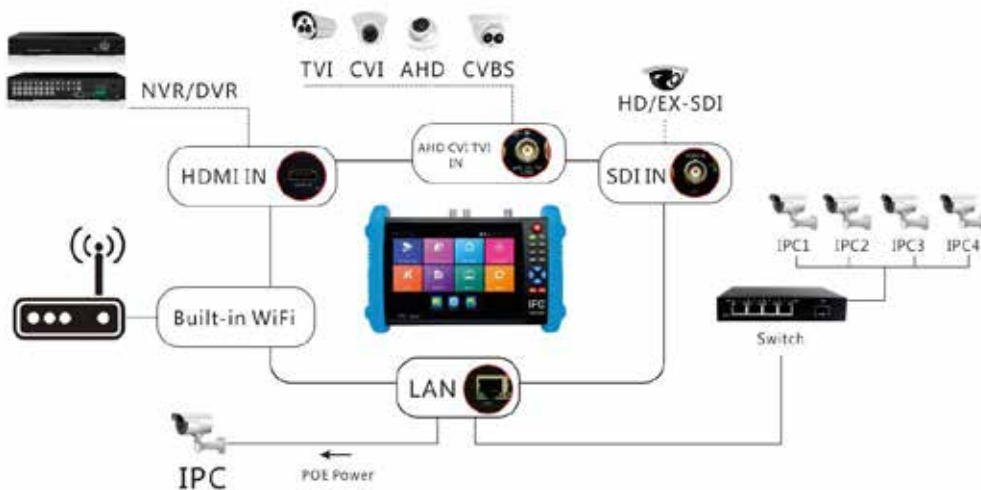 TVI CVI AHD CVBS
NVR/DVR
HD/EX-SDI
HDMI IN
AHD CVI TVI
IN
SDI IN
IPC1 IPC2 IPC3 IPC4
Built-in WiFi
IPC
Switch
LAN
IPC
POE Power